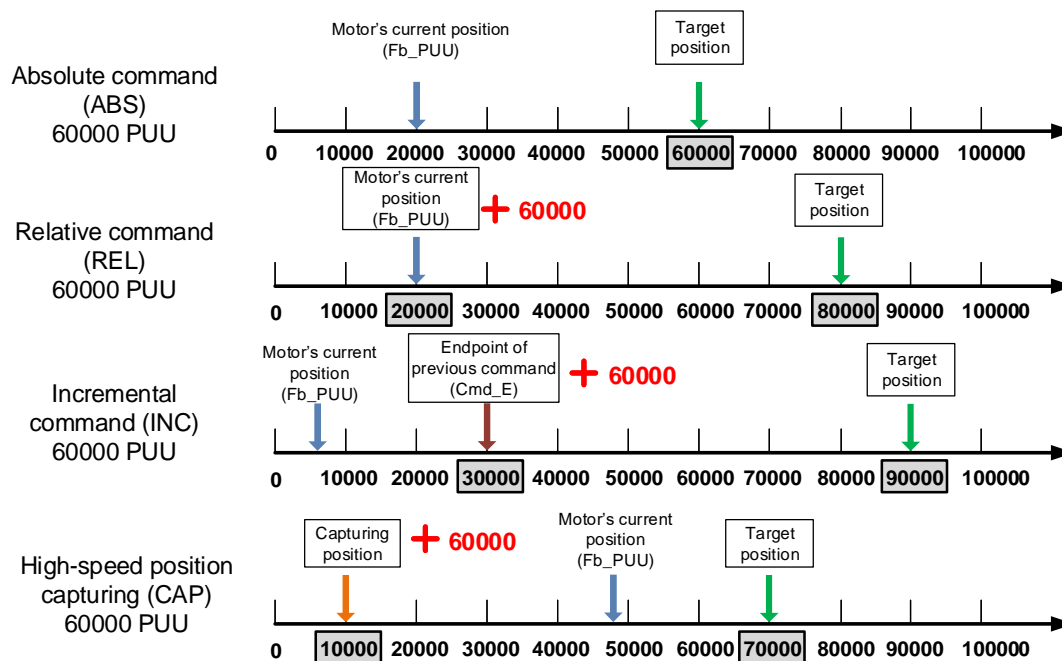 Motor's current position
(Fb_PUU)
Target
position
Absolute command
(ABS)
60000 PUU
0 10000 20000 30000 40000 50000 60000 70000 80000 90000 100000
Motor's current
position
(Fb_PUU)
+ 60000
Target
position
Relative command
(REL)
60000 PUU
0 10000 20000 30000 40000 50000 60000 70000 80000 90000 100000
Motor's current
position
(Fb_PUU)
Endpoint of
previous command
(Cmd_E)
+ 60000
Target
position
Incremental
command (INC)
60000 PUU
0 10000 20000 30000 40000 50000 60000 70000 80000 90000 100000
Capturing
position
+ 60000
Motor's current
position
(Fb_PUU)
Target
position
High-speed position
capturing (CAP)
60000 PUU
0 10000 20000 30000 40000 50000 60000 70000 80000 90000 100000